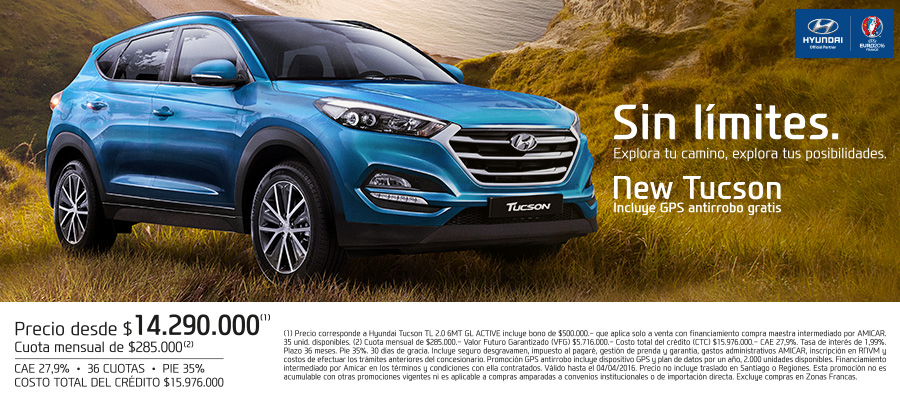 HYUNDAI
Official Partner
UEFA
EURO2016
FRANCE
Sin límites.
Explora tu camino, explora tus posibilidades.
New Tucson
Incluye GPS antirrobo gratis
TUCSON
Precio desde $14.290.000(1)
Cuota mensual de $285.000(2)
CAE 27,9% • 36 CUOTAS • PIE 35%
COSTO TOTAL DEL CRÉDITO $15.976.000
(1) Precio corresponde a Hyundai Tucson TL 2.0 6MT GL ACTIVE incluye bono de $500.000.- que aplica solo a venta con financiamiento compra maestra intermediado por AMICAR.
35 unid. disponibles. (2) Cuota mensual de $285.000.- Valor Futuro Garantizado (VFG) $5.716.000.- Costo total del crédito (CTC) $15.976.000.- CAE 27,9%. Tasa de interés de 1,99%.
Plazo 36 meses. Pie 35%. 30 días de gracia. Incluye seguro desgravamen, impuesto al pagaré, gestión de prenda y garantía, gastos administrativos AMICAR, inscripción en RTVM y
costos de efectuar los trámites anteriores del concesionario. Promoción GPS antirrobo incluye dispositivo GPS y plan de datos por un año, 2.000 unidades disponibles. Financiamiento
intermediado por Amicar en los términos y condiciones con ella contratados. Válido hasta el 04/04/2016. Precio no incluye traslado en Santiago o Regiones. Esta promoción no es
acumulable con otras promociones vigentes ni es aplicable a compras amparadas a convenios institucionales o de importación directa. Excluye compras en Zonas Francas.